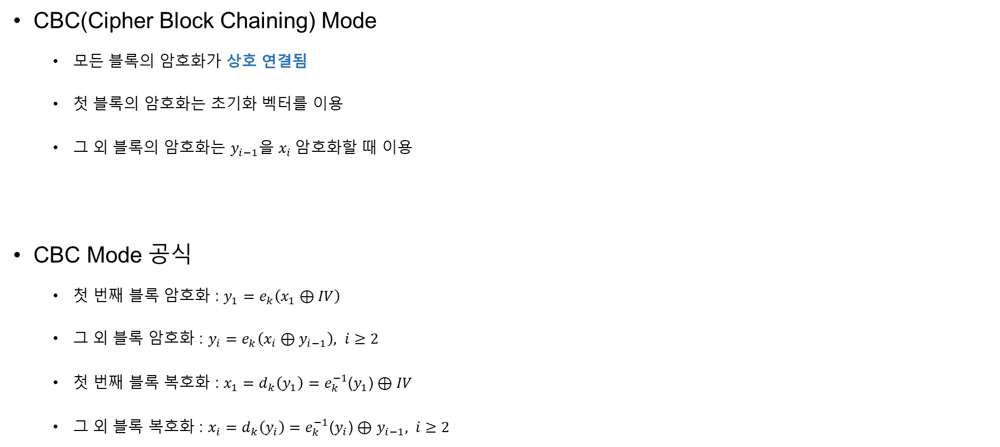 • CBC(Cipher Block Chaining) Mode
• 모든 블록의 암호화가 상호 연결됨
• 첫 블록의 암호화는 초기화 벡터를 이용
• 그 외 블록의 암호화는 $y_{i-1}$을 $x_i$ 암호화할 때 이용
• CBC Mode 공식
• 첫 번째 블록 암호화 : $y_1 = e_k(x_1 \oplus IV)$
• 그 외 블록 암호화 : $y_i = e_k(x_i \oplus y_{i-1}),\ i \geq 2$
• 첫 번째 블록 복호화 : $x_1 = d_k(y_1) = e_k^{-1}(y_1) \oplus IV$
• 그 외 블록 복호화 : $x_i = d_k(y_i) = e_k^{-1}(y_i) \oplus y_{i-1},\ i \geq 2$